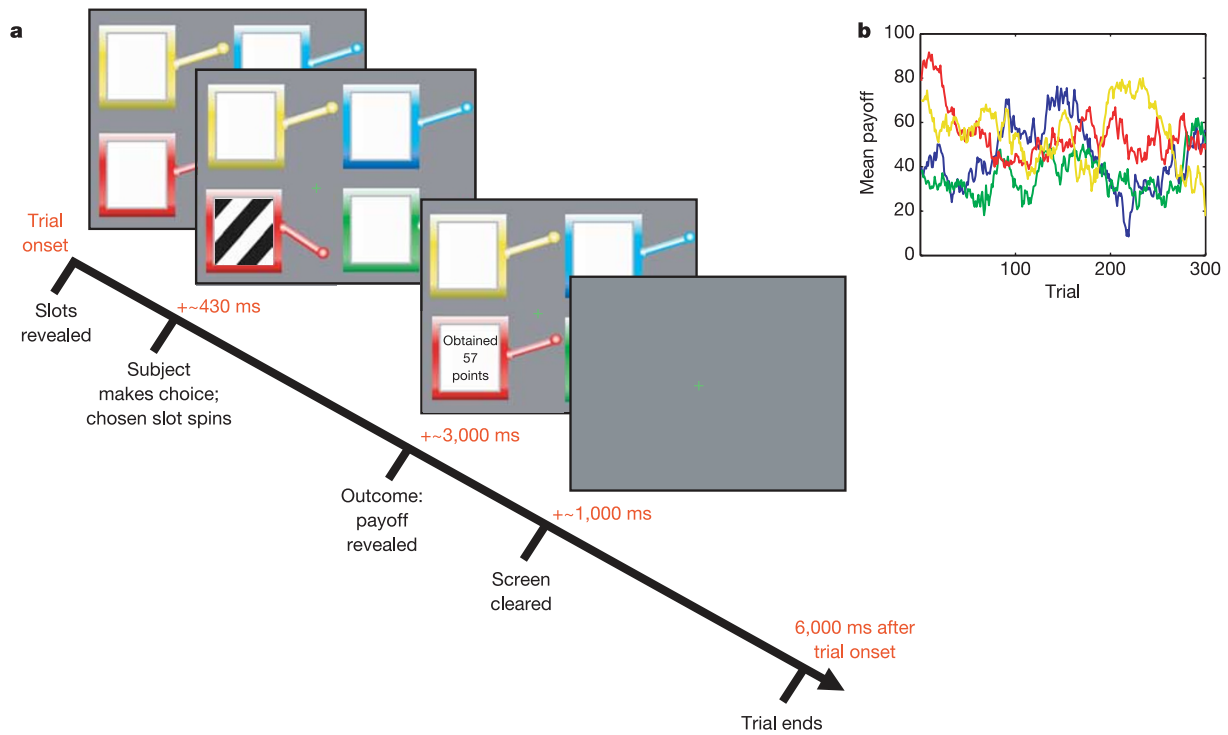 a
Trial
onset
Slots
revealed
+~430 ms
Subject
makes choice;
chosen slot spins
Obtained
57
points
+~3,000 ms
Outcome:
payoff
revealed
+~1,000 ms
Screen
cleared
6,000 ms after
trial onset
Trial ends
b
100
80
60
40
20
0
Mean payoff
100
200
300
Trial